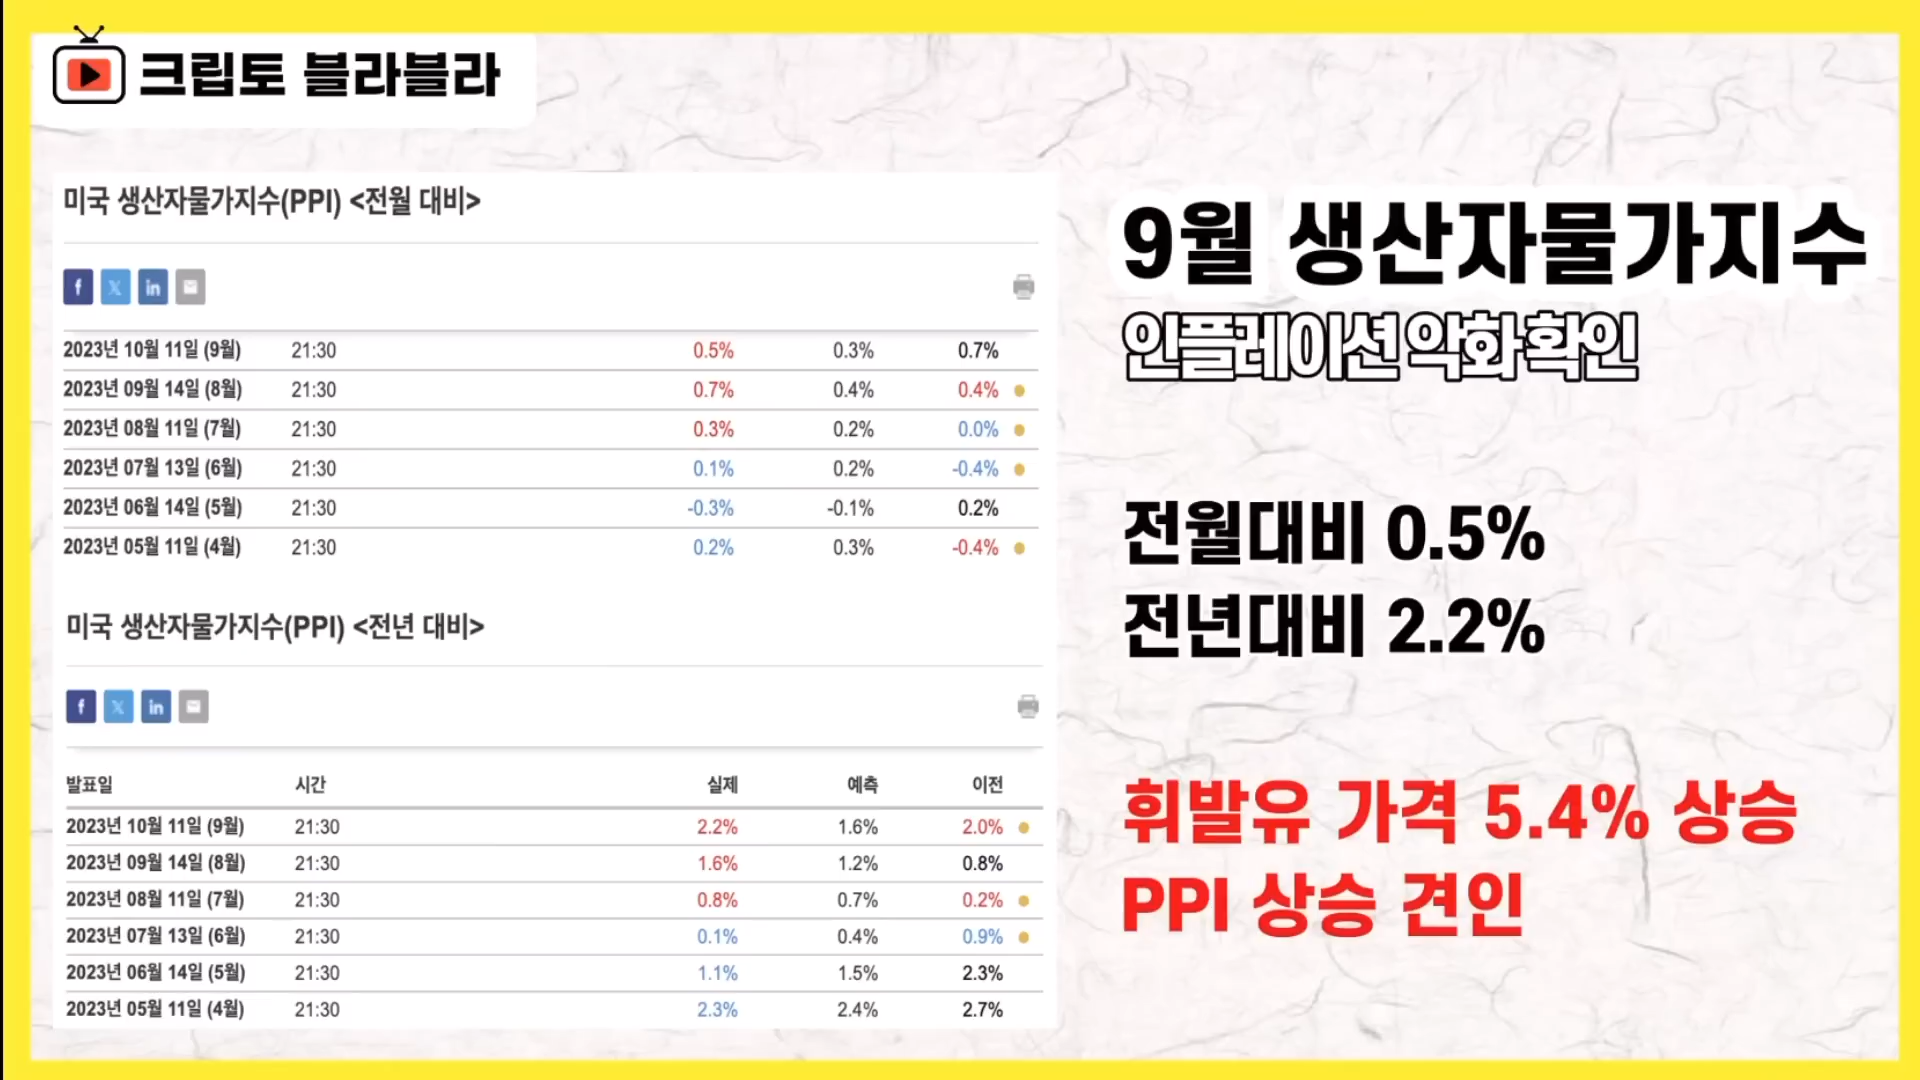 크립토 블라블라
미국 생산자물가지수(PPI) <전월 대비>
2023년 10월 11일 (9월) 21:30 0.5% 0.3% 0.7%
2023년 09월 14일 (8월) 21:30 0.7% 0.4% 0.4%
2023년 08월 11일 (7월) 21:30 0.3% 0.2% 0.0%
2023년 07월 13일 (6월) 21:30 0.1% 0.2% -0.4%
2023년 06월 14일 (5월) 21:30 -0.3% -0.1% 0.2%
2023년 05월 11일 (4월) 21:30 0.2% 0.3% -0.4%
미국 생산자물가지수(PPI) <전년 대비>
발표일 시간 실제 예측 이전
2023년 10월 11일 (9월) 21:30 2.2% 1.6% 2.0%
2023년 09월 14일 (8월) 21:30 1.6% 1.2% 0.8%
2023년 08월 11일 (7월) 21:30 0.8% 0.7% 0.2%
2023년 07월 13일 (6월) 21:30 0.1% 0.4% 0.9%
2023년 06월 14일 (5월) 21:30 1.1% 1.5% 2.3%
2023년 05월 11일 (4월) 21:30 2.3% 2.4% 2.7%
9월 생산자물가지수
인플레이션 악화 확인
전월대비 0.5%
전년대비 2.2%
휘발유 가격 5.4% 상승
PPI 상승 견인